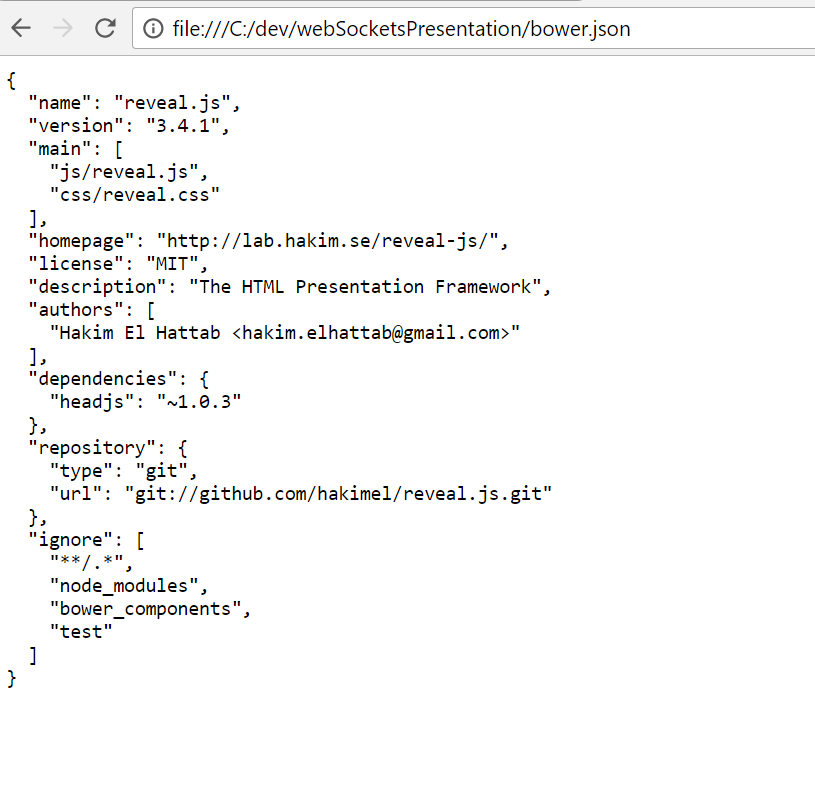 file:///C:/dev/webSocketsPresentation/bower.json
{
  "name": "reveal.js",
  "version": "3.4.1",
  "main": [
    "js/reveal.js",
    "css/reveal.css"
  ],
  "homepage": "http://lab.hakim.se/reveal-js/",
  "license": "MIT",
  "description": "The HTML Presentation Framework",
  "authors": [
    "Hakim El Hattab <hakim.elhattab@gmail.com>"
  ],
  "dependencies": {
    "headjs": "~1.0.3"
  },
  "repository": {
    "type": "git",
    "url": "git://github.com/hakimel/reveal.js.git"
  },
  "ignore": [
    "**/.*",
    "node_modules",
    "bower_components",
    "test"
  ]
}